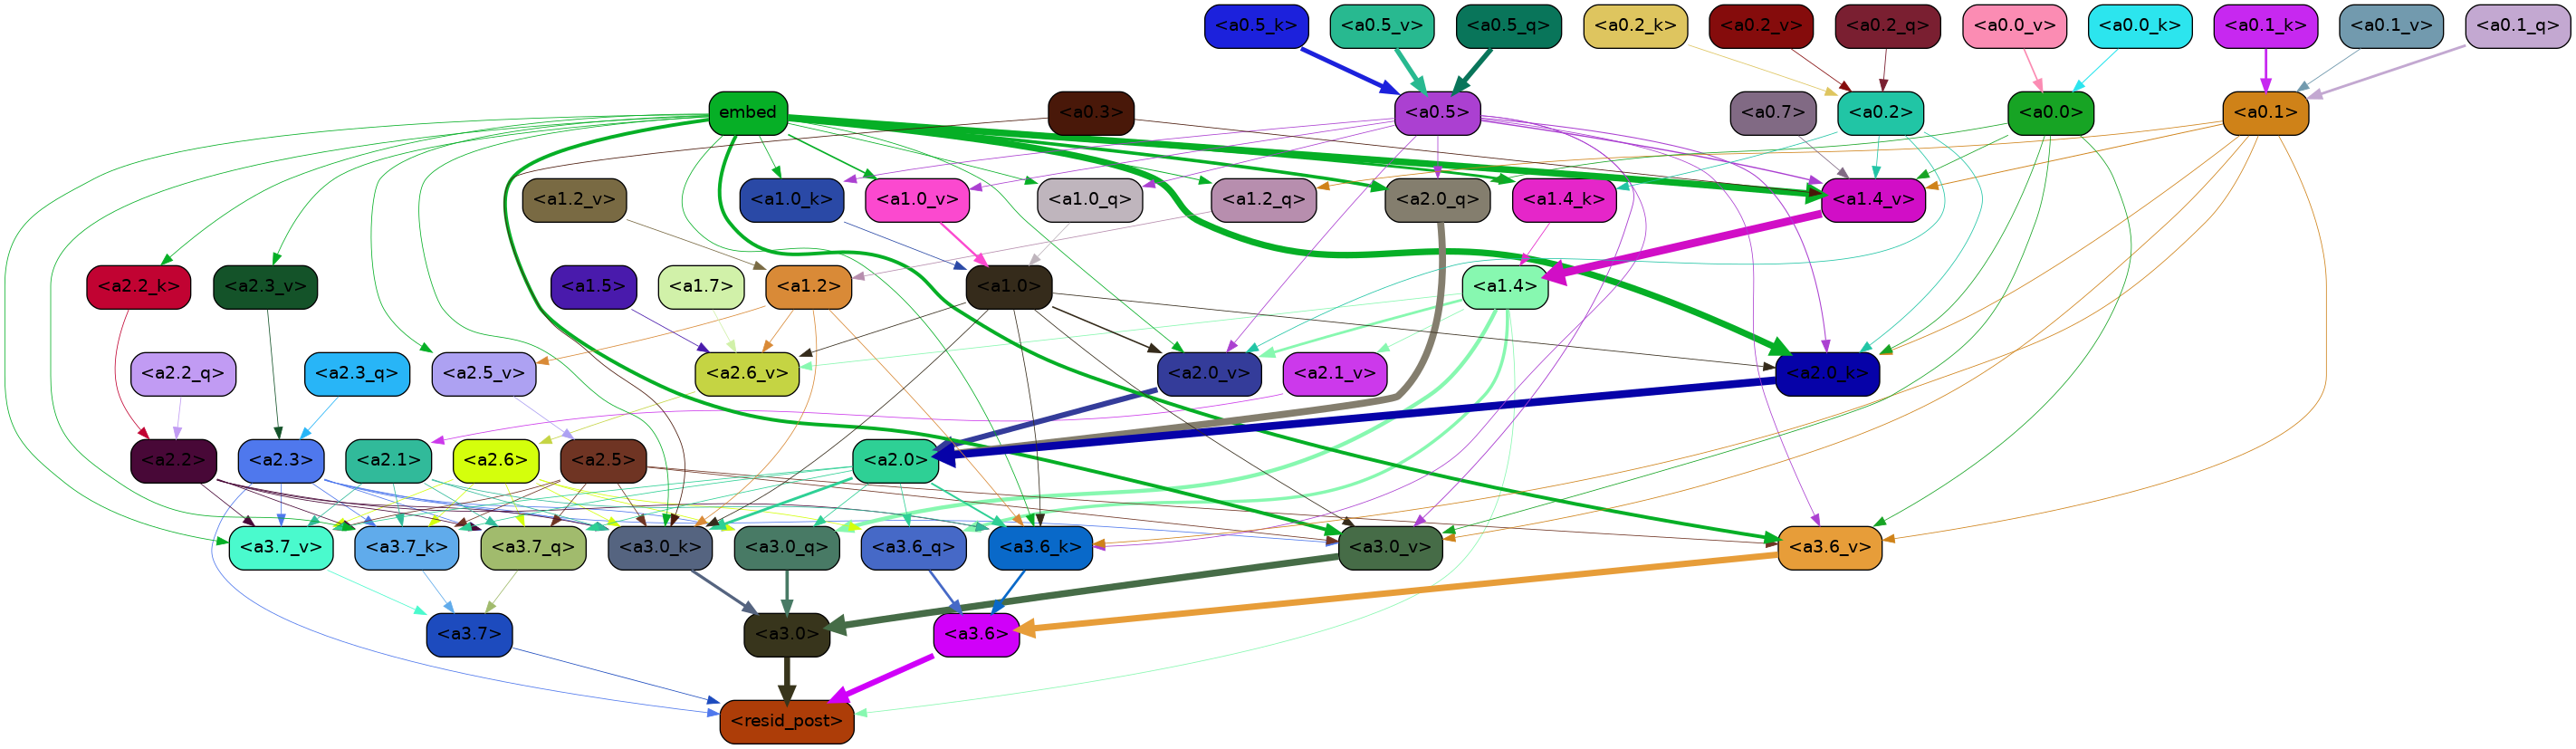 <a0.5_k> <a0.5_v> <a0.5_q> <a0.2_k> <a0.2_v> <a0.2_q> <a0.0_v> <a0.0_k> <a0.1_k> <a0.1_v> <a0.1_q>
embed <a0.3> <a0.5> <a0.7> <a0.2> <a0.0> <a0.1>
<a1.2_v> <a1.0_k> <a1.0_v> <a1.0_q> <a1.2_q> <a2.0_q> <a1.4_k> <a1.4_v>
<a2.2_k> <a2.3_v> <a1.5> <a1.7> <a1.2> <a1.0> <a1.4>
<a2.2_q> <a2.3_q> <a2.5_v> <a2.6_v> <a2.0_v> <a2.1_v> <a2.0_k>
<a2.2> <a2.3> <a2.1> <a2.6> <a2.5> <a2.0>
<a3.7_v> <a3.7_k> <a3.7_q> <a3.0_k> <a3.0_q> <a3.6_q> <a3.6_k> <a3.0_v> <a3.6_v>
<a3.7> <a3.0> <a3.6>
<resid_post>